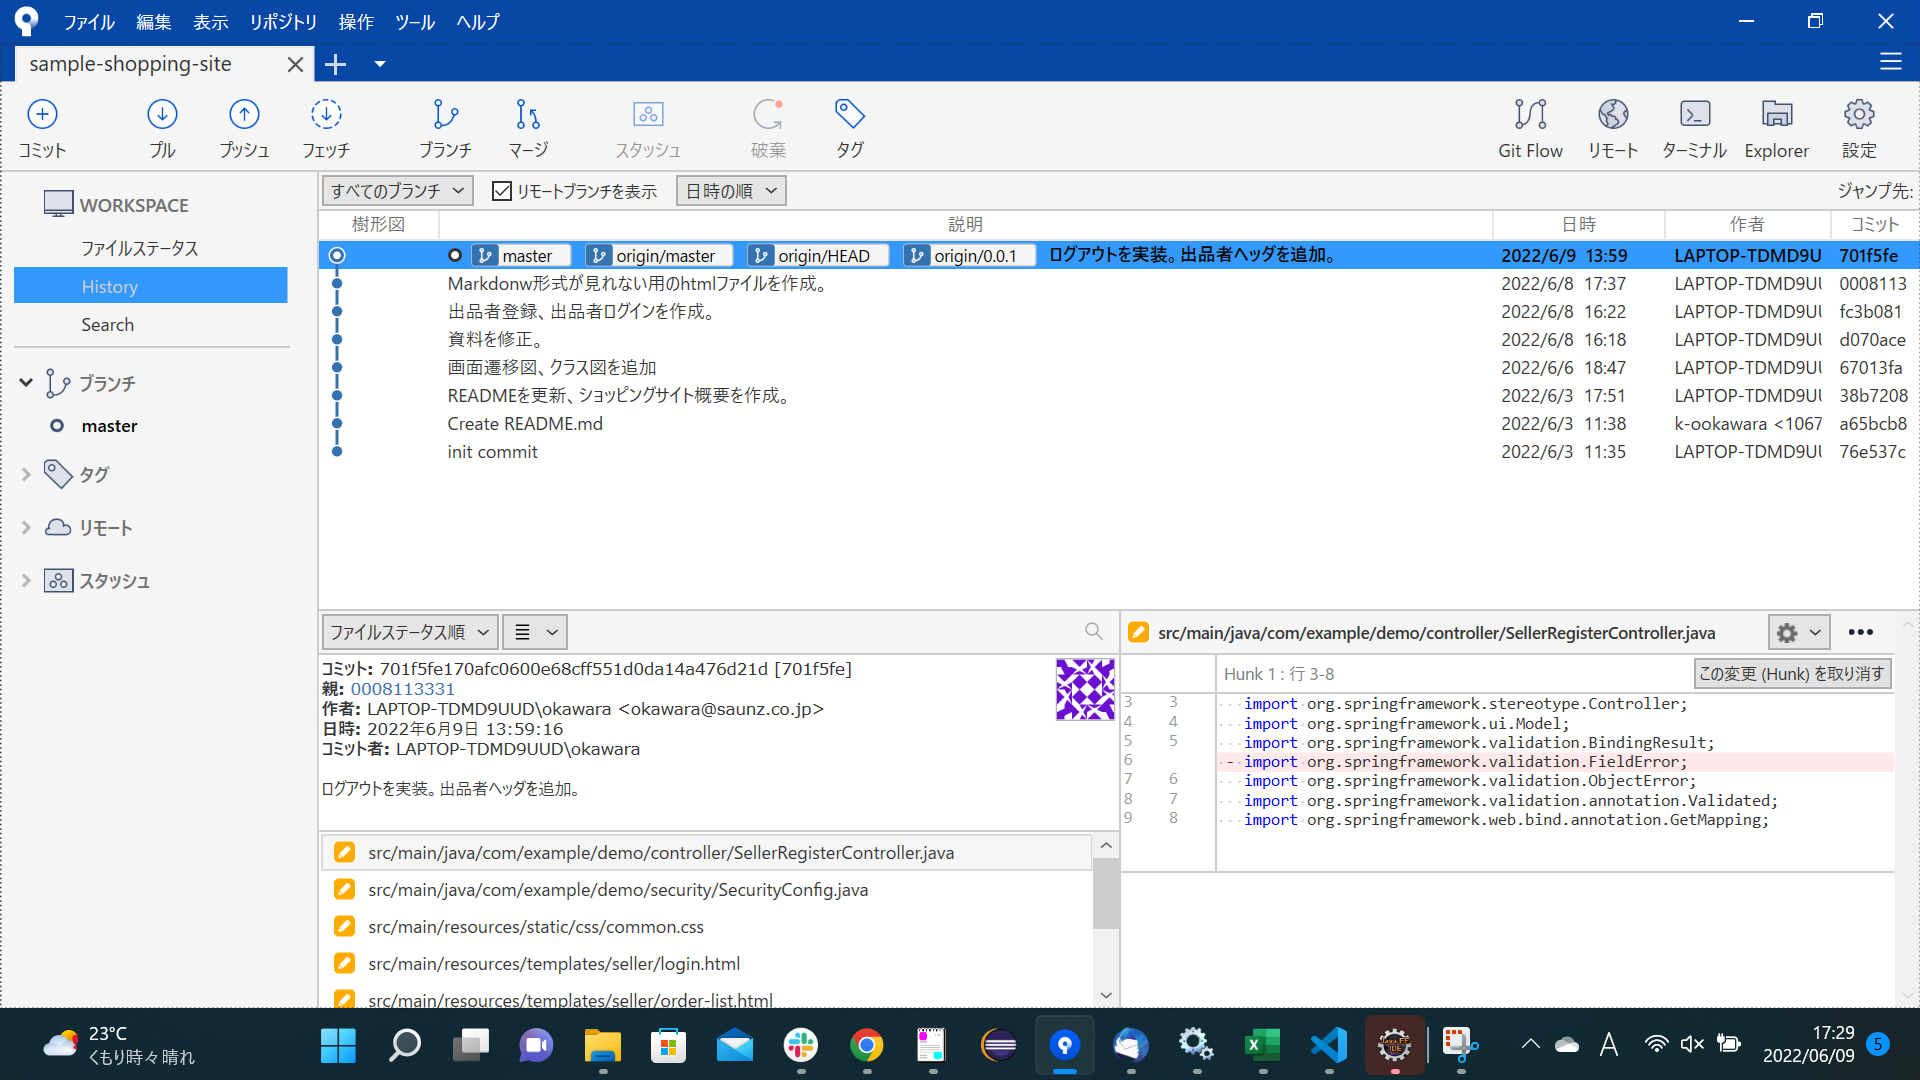 ファイル 編集 表示 リポジトリ 操作 ツール ヘルプ
sample-shopping-site
コミット プル プッシュ フェッチ ブランチ マージ スタッシュ 破棄 タグ Git Flow リモート ターミナル Explorer 設定
WORKSPACE
ファイルステータス
History
Search
ブランチ
master
タグ
リモート
スタッシュ
すべてのブランチ リモートブランチを表示 日時の順 ジャンプ先:
樹形図 説明 日時 作者 コミット
master origin/master origin/HEAD origin/0.0.1 ログアウトを実装。出品者ヘッダを追加。 2022/6/9 13:59 LAPTOP-TDMD9U 701f5fe
Markdonw形式が見れない用のhtmlファイルを作成。 2022/6/8 17:37 LAPTOP-TDMD9UU 0008113
出品者登録、出品者ログインを作成。 2022/6/8 16:22 LAPTOP-TDMD9UU fc3b081
資料を修正。 2022/6/8 16:18 LAPTOP-TDMD9UU d070ace
画面遷移図、クラス図を追加 2022/6/6 18:47 LAPTOP-TDMD9UU 67013fa
READMEを更新、ショッピングサイト概要を作成。 2022/6/3 17:51 LAPTOP-TDMD9UU 38b7208
Create README.md 2022/6/3 11:38 k-ookawara <1067 a65bcb8
init commit 2022/6/3 11:35 LAPTOP-TDMD9UU 76e537c
ファイルステータス順
コミット: 701f5fe170afc0600e68cff551d0da14a476d21d [701f5fe]
親: 0008113331
作者: LAPTOP-TDMD9UUD\okawara <okawara@saunz.co.jp>
日時: 2022年6月9日 13:59:16
コミット者: LAPTOP-TDMD9UUD\okawara
ログアウトを実装。出品者ヘッダを追加。
src/main/java/com/example/demo/controller/SellerRegisterController.java
src/main/java/com/example/demo/security/SecurityConfig.java
src/main/resources/static/css/common.css
src/main/resources/templates/seller/login.html
src/main/resources/templates/seller/order-list.html
src/main/java/com/example/demo/controller/SellerRegisterController.java
Hunk 1 : 行 3-8 この変更 (Hunk) を取り消す
3 3 import org.springframework.stereotype.Controller;
4 4 import org.springframework.ui.Model;
5 5 import org.springframework.validation.BindingResult;
6 - import org.springframework.validation.FieldError;
7 6 import org.springframework.validation.ObjectError;
8 7 import org.springframework.validation.annotation.Validated;
9 8 import org.springframework.web.bind.annotation.GetMapping;
23°C
くもり時々晴れ
A
17:29
2022/06/09
5